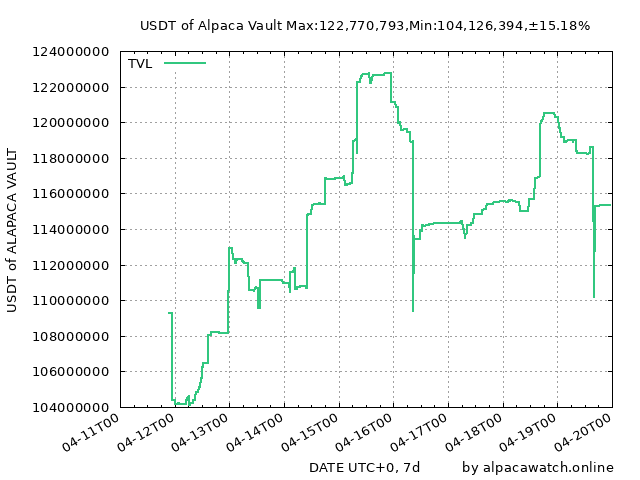 USDT of Alpaca Vault Max:122,770,793,Min:104,126,394,±15.18%
TVL
USDT of ALAPACA VAULT
124000000
122000000
120000000
118000000
116000000
114000000
112000000
110000000
108000000
106000000
104000000
04-11T00
04-12T00
04-13T00
04-14T00
04-15T00
04-16T00
04-17T00
04-18T00
04-19T00
04-20T00
DATE UTC+0, 7d
by alpacawatch.online